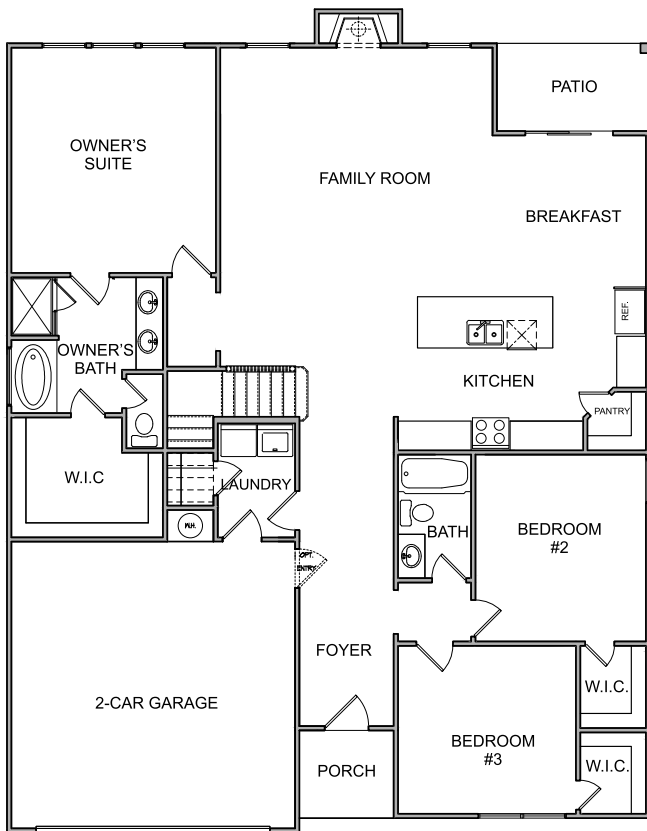 PATIO
OWNER'S
SUITE
FAMILY ROOM
BREAKFAST
REF.
OWNER'S
BATH
KITCHEN
PANTRY
W.I.C
LAUNDRY
W.H.
BATH
BEDROOM
#2
OPT.
ENTRY
FOYER
W.I.C.
2-CAR GARAGE
BEDROOM
#3
PORCH
W.I.C.